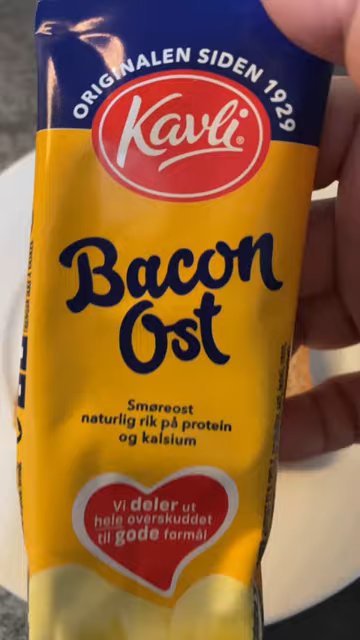 ORIGINALEN SIDEN 1929
Kavli
Bacon
Ost
Smøreost
naturlig rik på protein
og kalsium
Vi deler ut
hele overskuddet
til gode formål